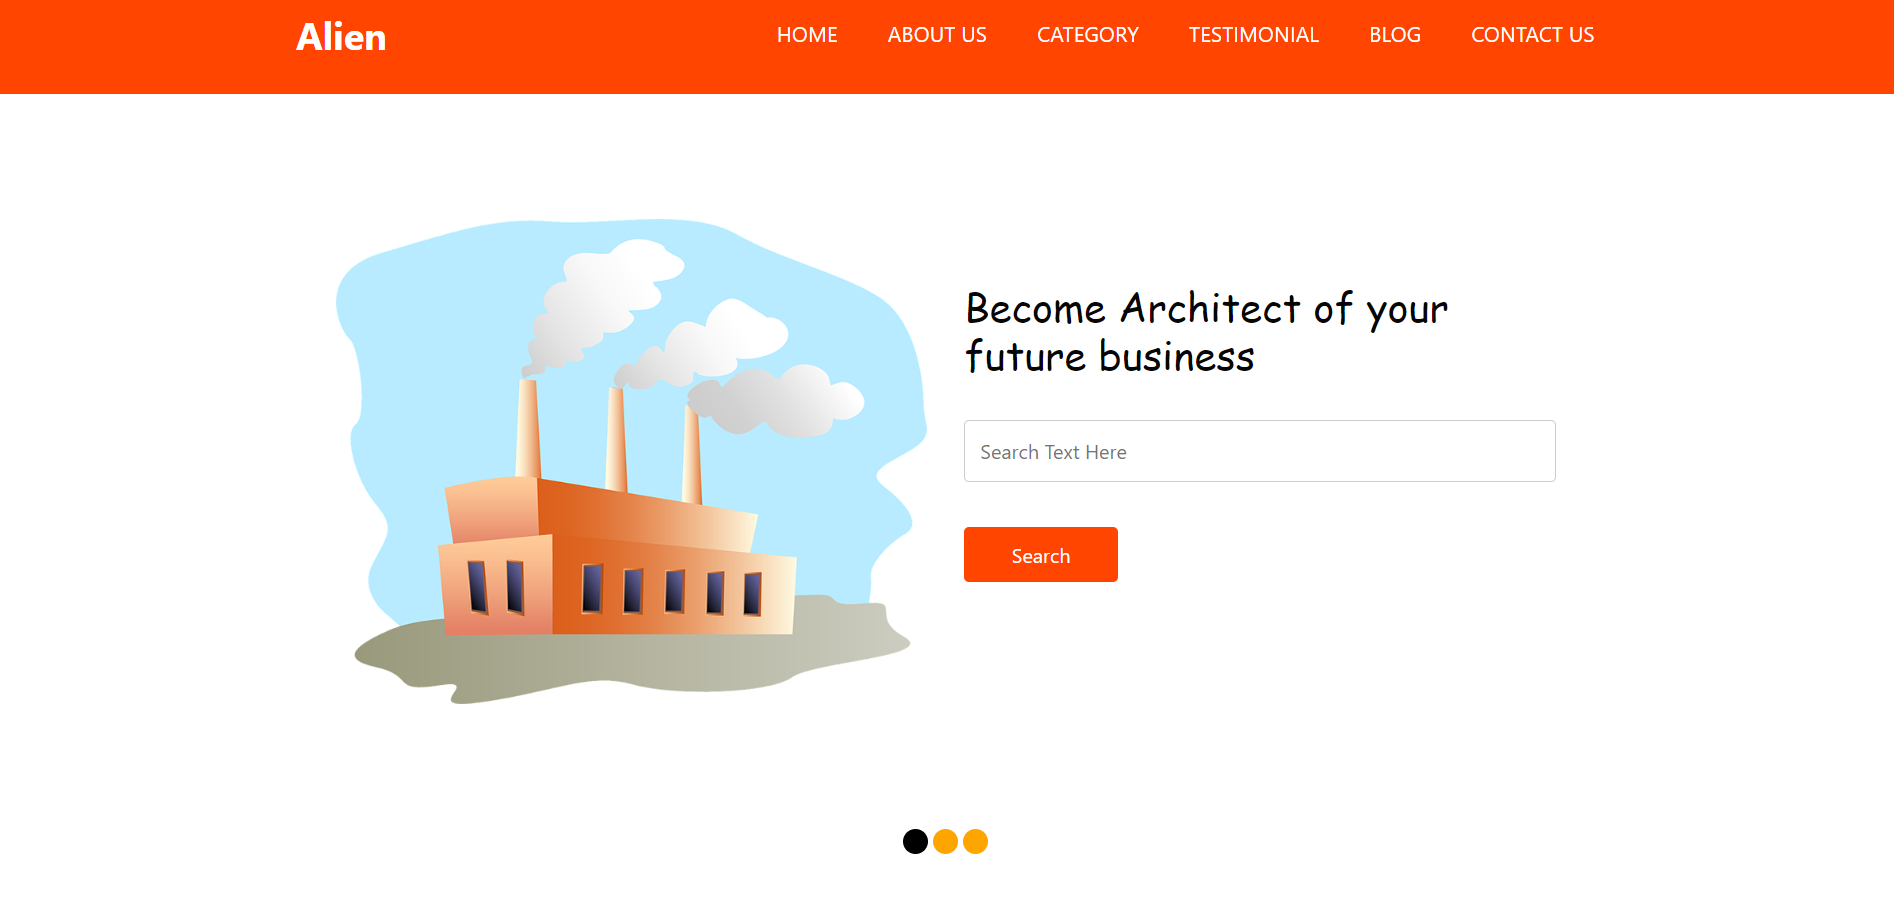 Alien
HOME ABOUT US CATEGORY TESTIMONIAL BLOG CONTACT US
Become Architect of your
future business
Search Text Here
Search